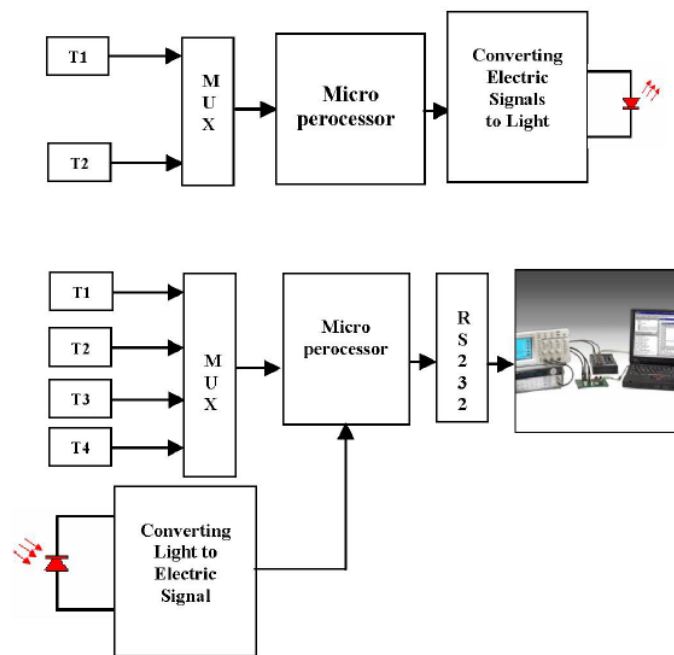 T1
T2
M
U
X
Micro
perocessor
Converting
Electric
Signals
to Light
T1
T2
T3
T4
M
U
X
Micro
perocessor
R
S
2
3
2
Converting
Light to
Electric
Signal